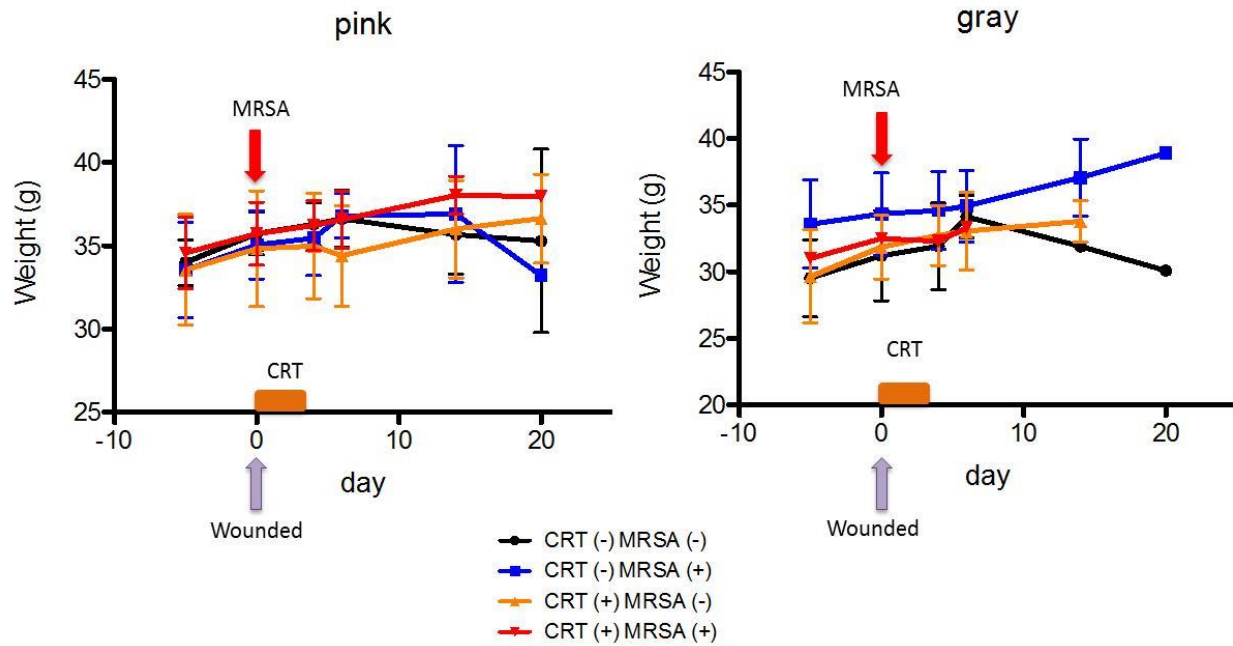 pink
45
40
35
30
25
-10
0
10
20
Weight (g)
day
MRSA
CRT
Wounded
gray
45
40
35
30
25
20
-10
0
10
20
Weight (g)
day
MRSA
CRT
Wounded
CRT (-) MRSA (-)
CRT (-) MRSA (+)
CRT (+) MRSA (-)
CRT (+) MRSA (+)